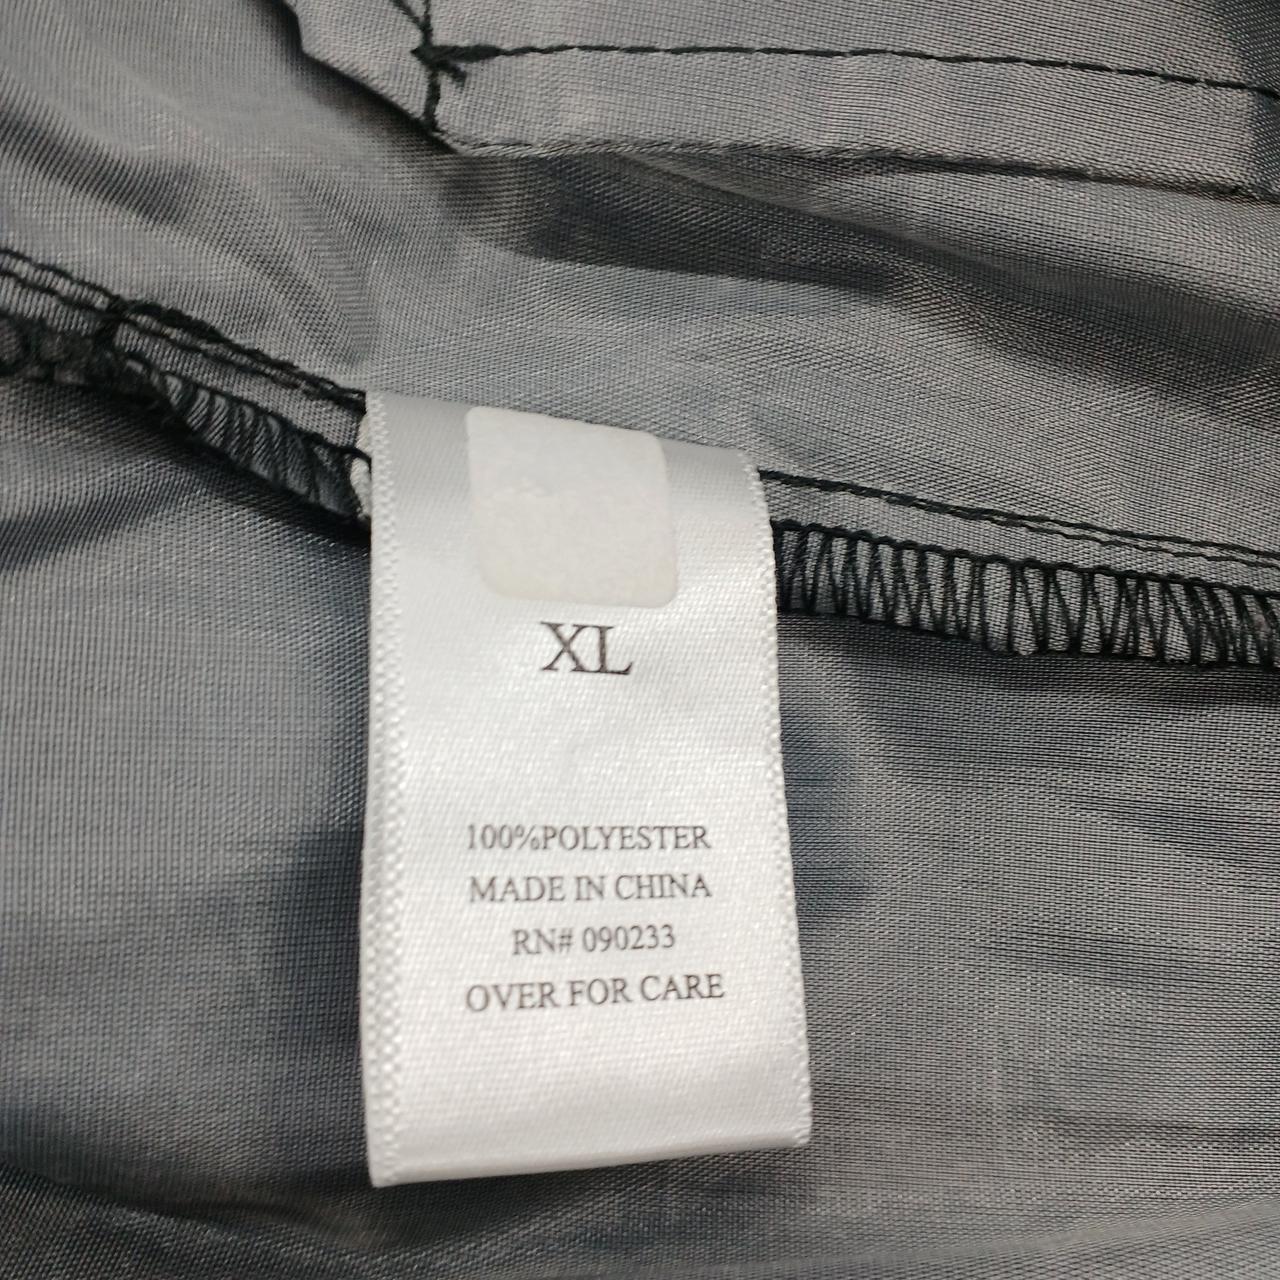 XL
100%POLYESTER
MADE IN CHINA
RN# 090233
OVER FOR CARE